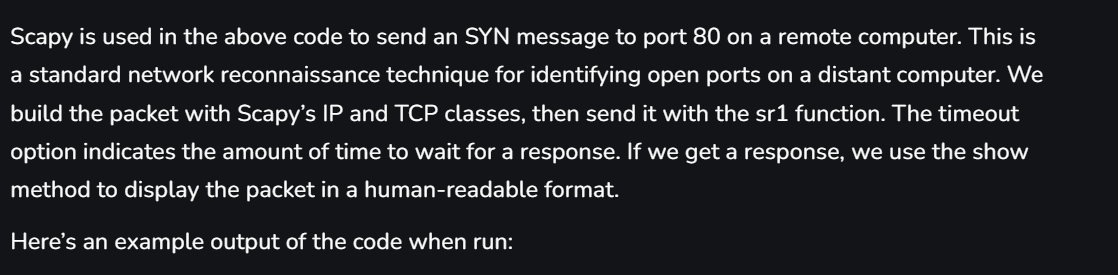 Scapy is used in the above code to send an SYN message to port 80 on a remote computer. This is
a standard network reconnaissance technique for identifying open ports on a distant computer. We
build the packet with Scapy’s IP and TCP classes, then send it with the sr1 function. The timeout
option indicates the amount of time to wait for a response. If we get a response, we use the show
method to display the packet in a human-readable format.
Here’s an example output of the code when run: